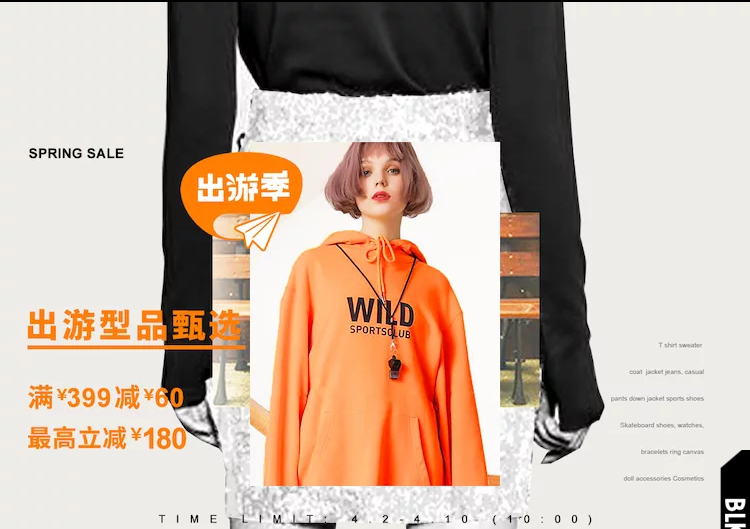 SPRING SALE
出游季
出游型品甄选
满¥399减¥60
最高立减¥180
WILD
SPORTSCLUB
T shirt sweater
coat jacket jeans, casual
pants down jacket sports shoes
Skateboard shoes, watches,
bracelets ring canvas
doll accessories Cosmetics
TIME LIMIT: 4.2-4.10 (10:00)